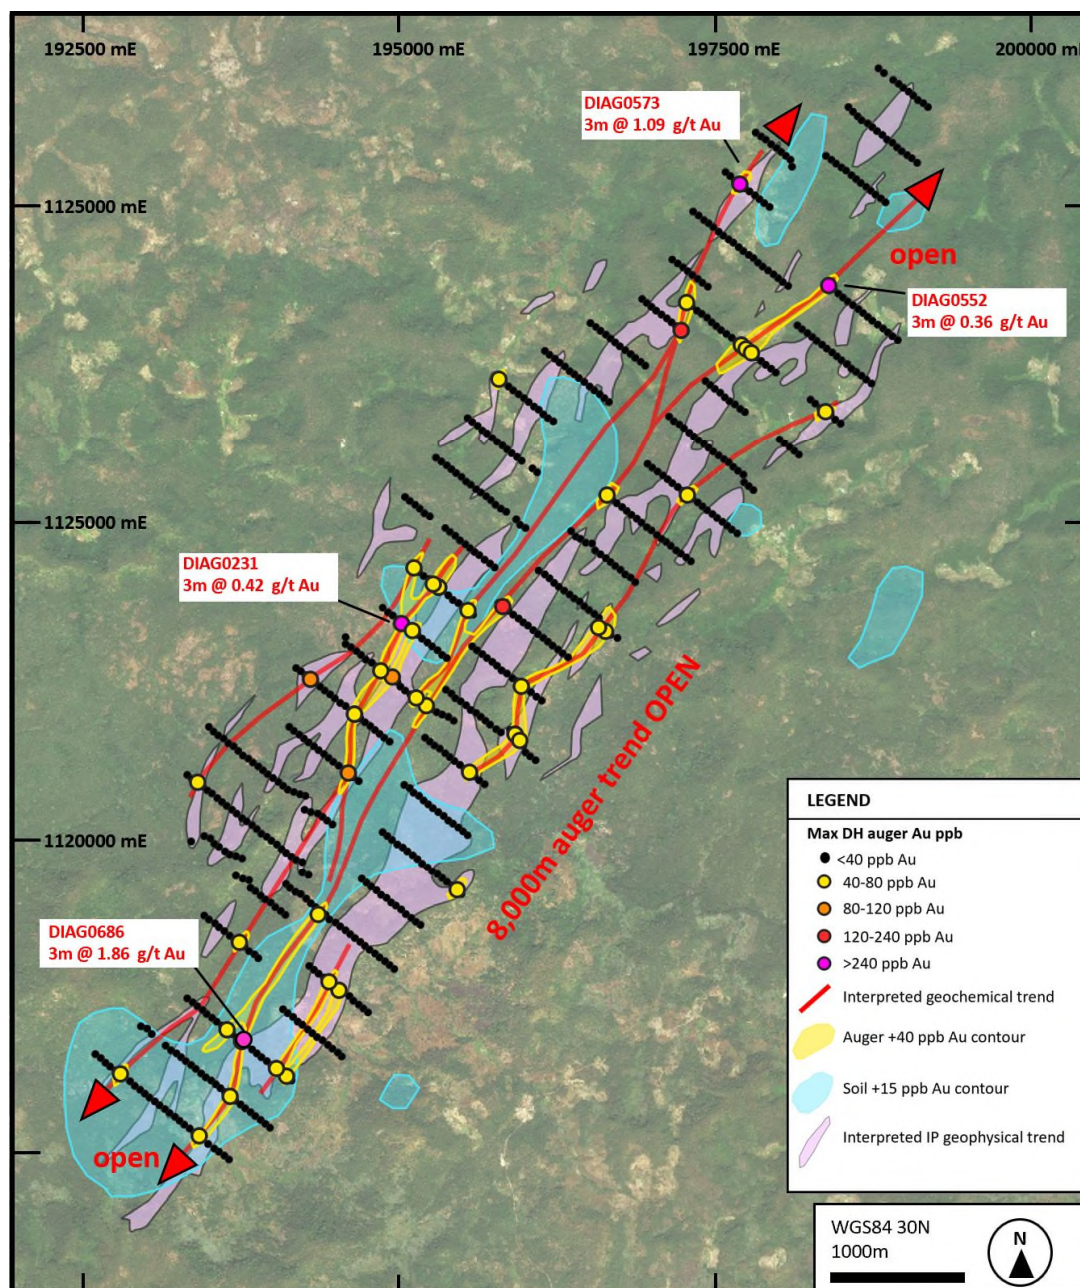 192500 mE
195000 mE
197500 mE
200000 mE
DIAG0573
3m @ 1.09 g/t Au
1125000 mE
open
DIAG0552
3m @ 0.36 g/t Au
1125000 mE
DIAG0231
3m @ 0.42 g/t Au
8,000m auger trend OPEN
1120000 mE
DIAG0686
3m @ 1.86 g/t Au
open
LEGEND
Max DH auger Au ppb
<40 ppb Au
40-80 ppb Au
80-120 ppb Au
120-240 ppb Au
>240 ppb Au
Interpreted geochemical trend
Auger +40 ppb Au contour
Soil +15 ppb Au contour
Interpreted IP geophysical trend
WGS84 30N
1000m
N